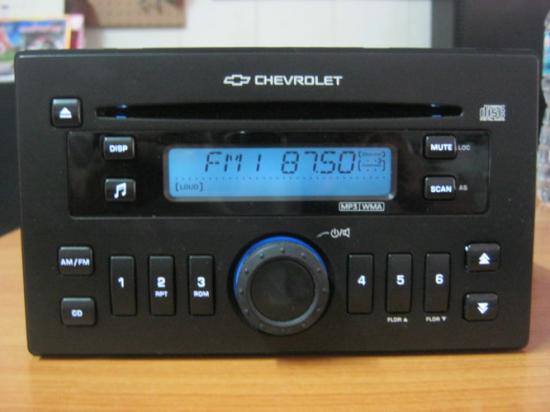 CHEVROLET
DISP
FM1 87.50
[LOUD]
MP3 WMA
MUTE LOC
SCAN AS
AM/FM
CD
1
2 RPT
3 RDM
4
5
6
FLDR ▲
FLDR ▼